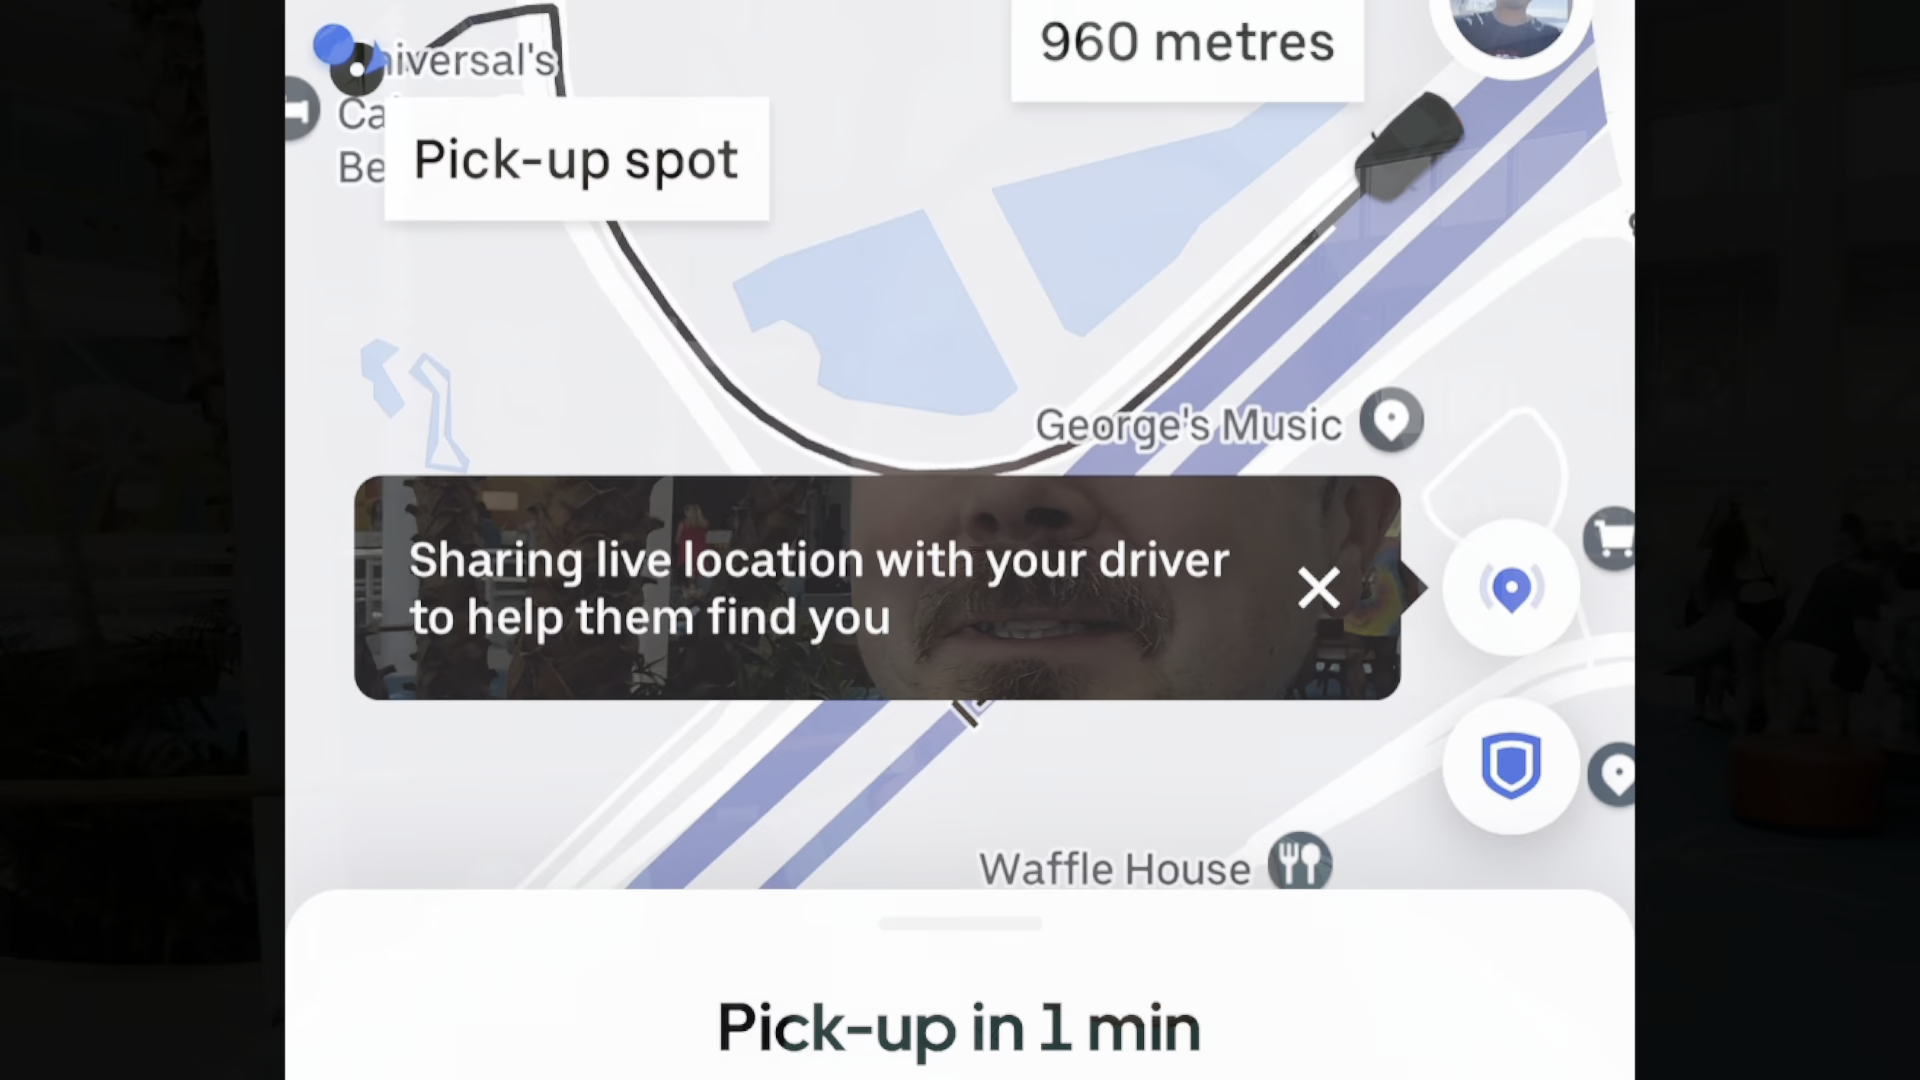 960 metres
niversal's
Ca
Be
Pick-up spot
George's Music
Sharing live location with your driver
to help them find you
Waffle House
Pick-up in 1 min